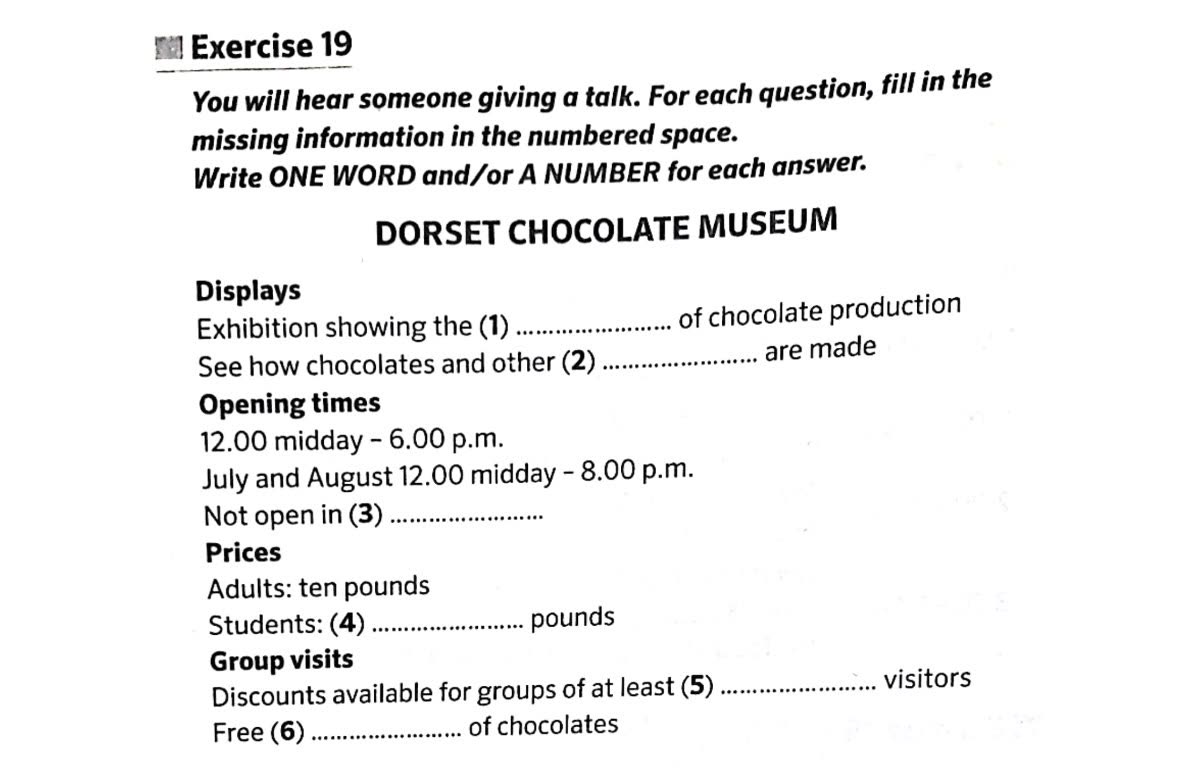 Exercise 19
You will hear someone giving a talk. For each question, fill in the
missing information in the numbered space.
Write ONE WORD and/or A NUMBER for each answer.
DORSET CHOCOLATE MUSEUM
Displays
Exhibition showing the (1) ........................ of chocolate production
See how chocolates and other (2) ........................ are made
Opening times
12.00 midday – 6.00 p.m.
July and August 12.00 midday – 8.00 p.m.
Not open in (3) ........................
Prices
Adults: ten pounds
Students: (4) ........................ pounds
Group visits
Discounts available for groups of at least (5) ........................ visitors
Free (6) ........................ of chocolates